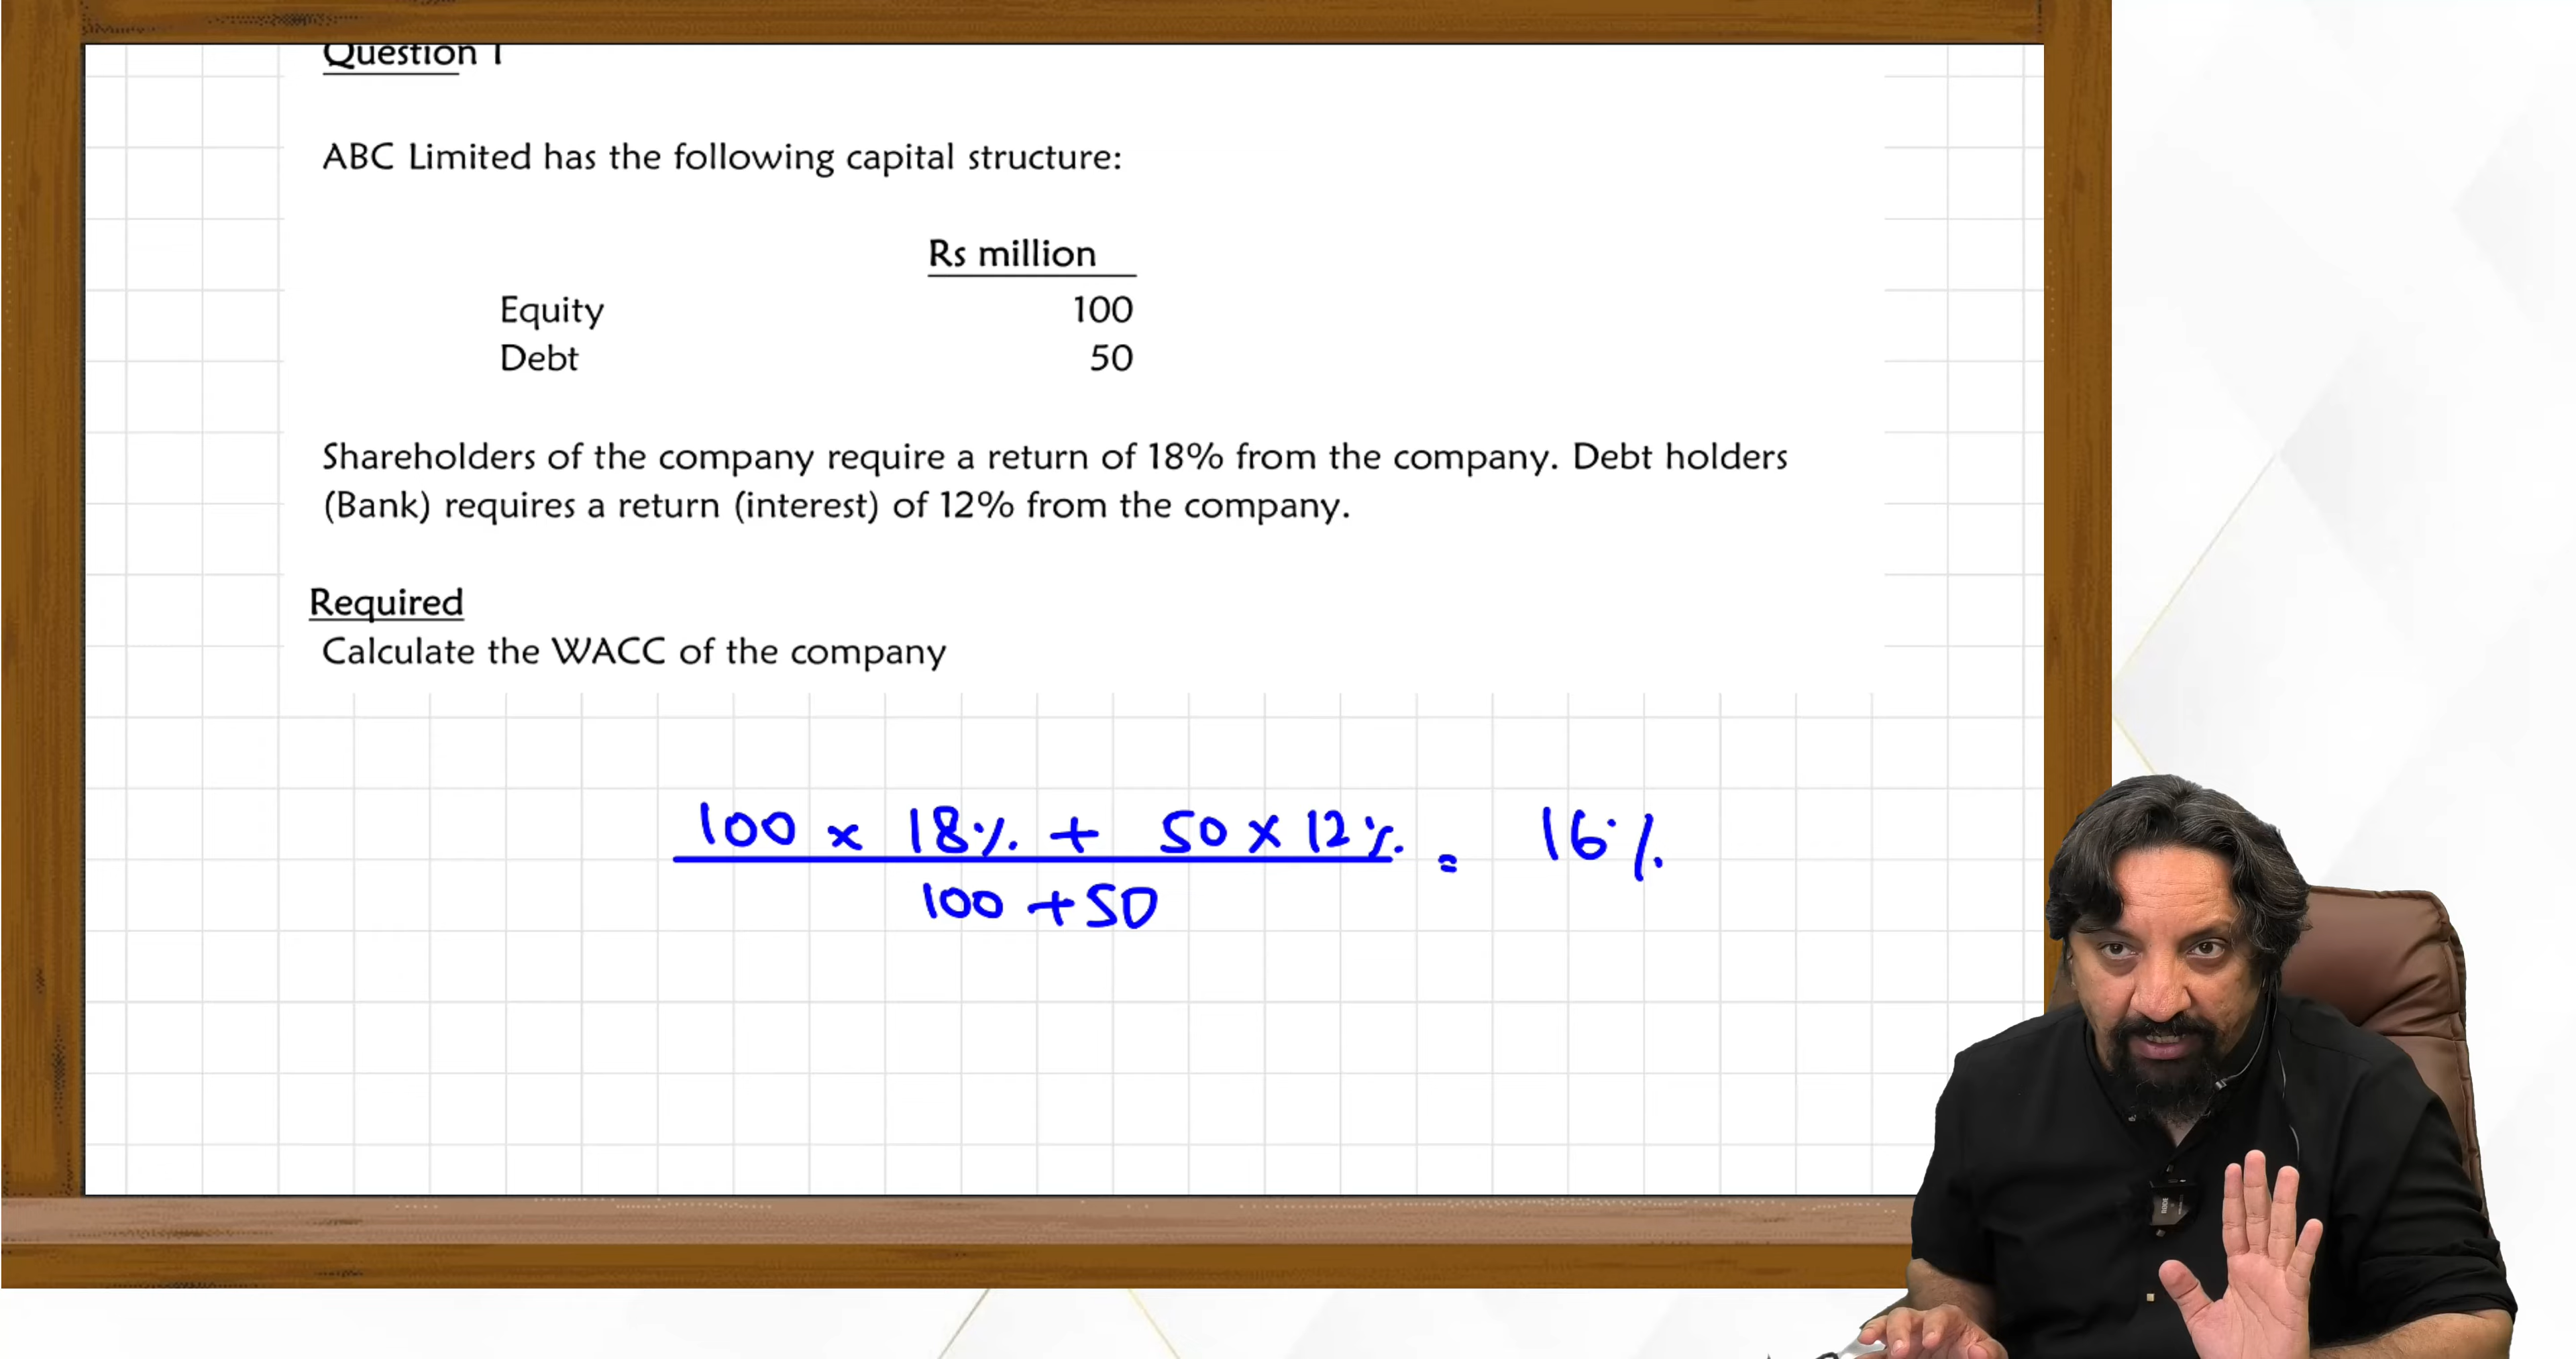 Question 1
ABC Limited has the following capital structure:
Rs million
Equity 100
Debt 50
Shareholders of the company require a return of 18% from the company. Debt holders
(Bank) requires a return (interest) of 12% from the company.
Required
Calculate the WACC of the company
100 x 18% + 50 x 12% = 16%
100 + 50